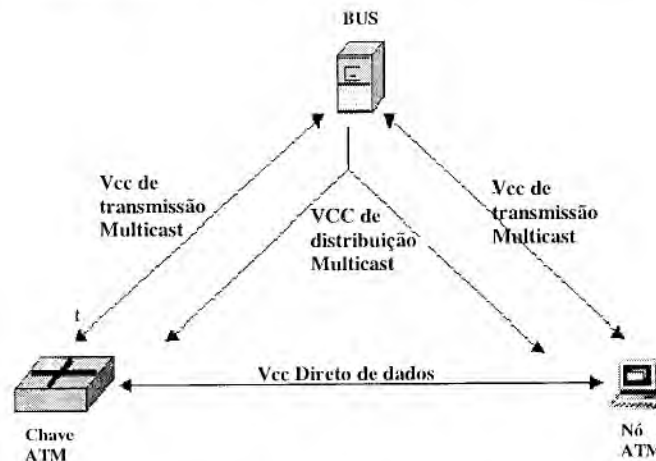 BUS
Vcc de
transmissão
Multicast
VCC de
distribuição
Multicast
Vcc de
transmissão
Multicast
t
Vcc Direto de dados
Chave
ATM
Nó
ATM